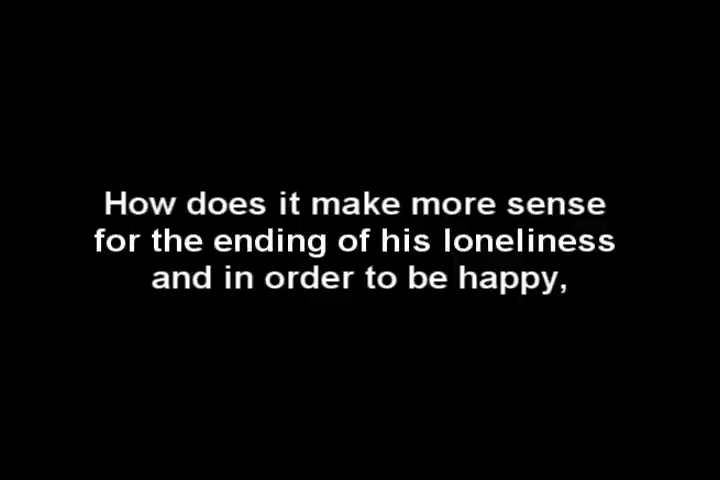 How does it make more sense
for the ending of his loneliness
and in order to be happy,